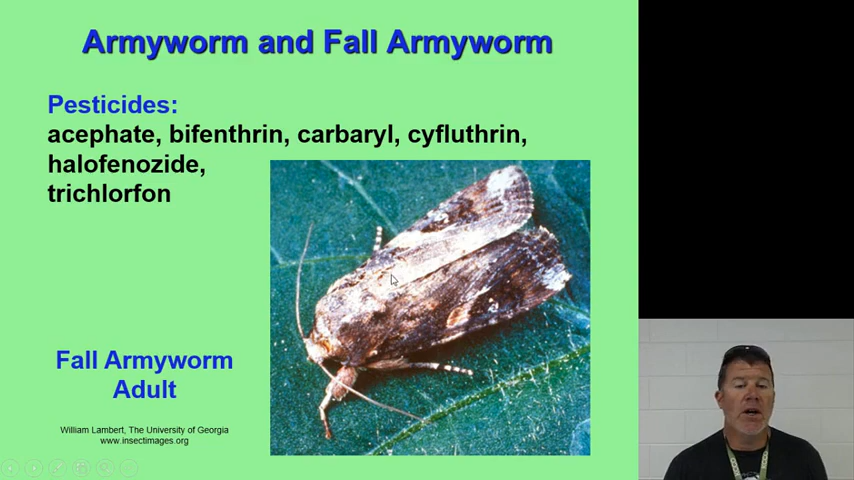 Armyworm and Fall Armyworm
Pesticides:
acephate, bifenthrin, carbaryl, cyfluthrin,
halofenozide,
trichlorfon
Fall Armyworm
Adult
William Lambert, The University of Georgia
www.insectimages.org